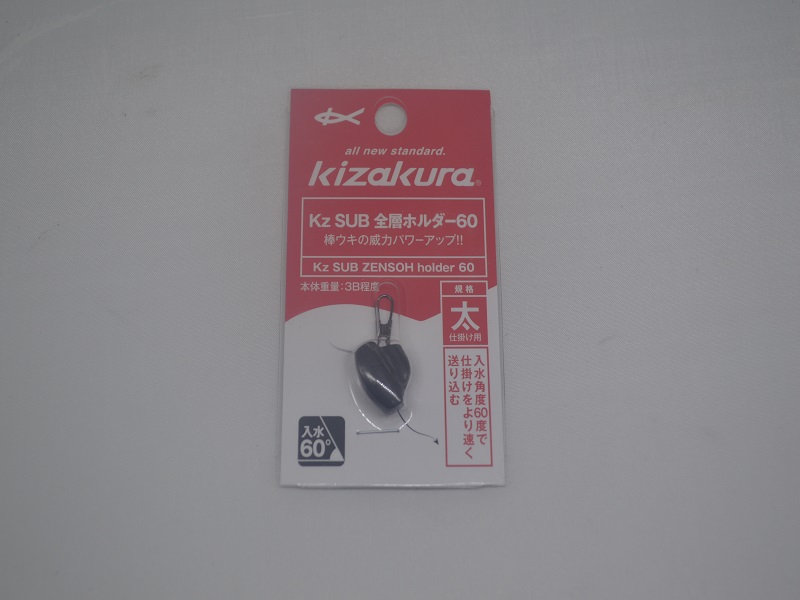 all new standard.
kizakura®
Kz SUB 全層ホルダー60
棒ウキの威力パワーアップ!!
Kz SUB ZENSOH holder 60
本体重量:3B程度
規格
太
仕掛け用
入水角度60度で
仕掛けをより速く
送り込む
入水
60°